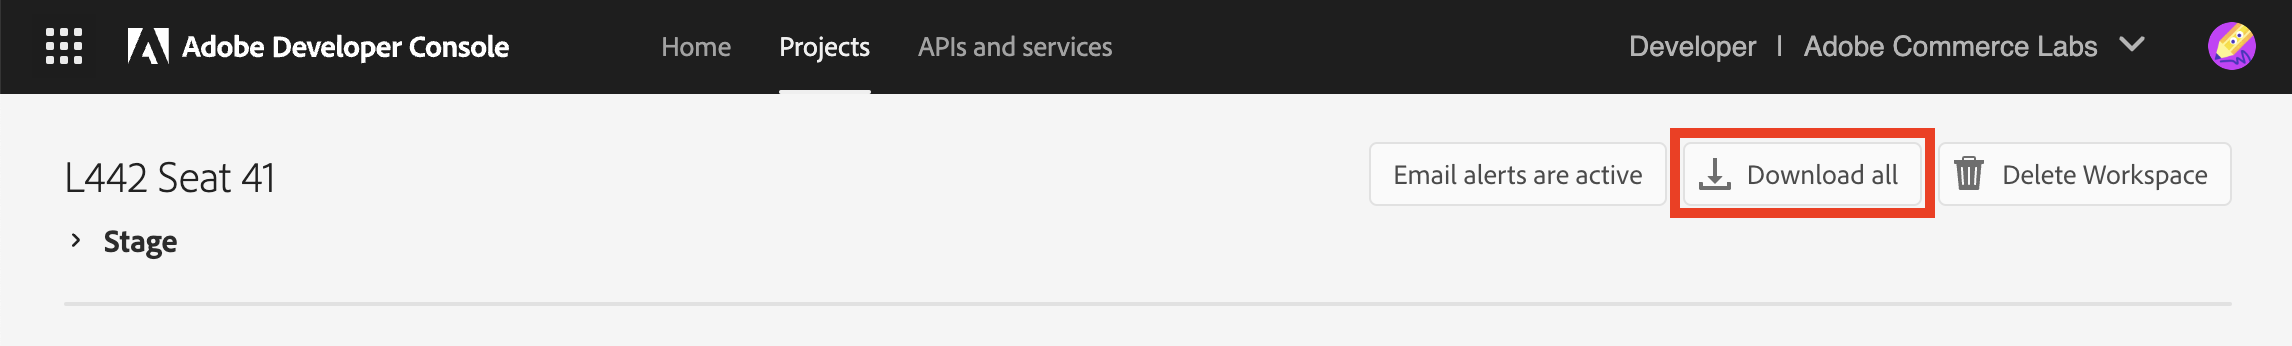 Adobe Developer Console Home Projects APIs and services Developer | Adobe Commerce Labs
L442 Seat 41 Email alerts are active Download all Delete Workspace
Stage